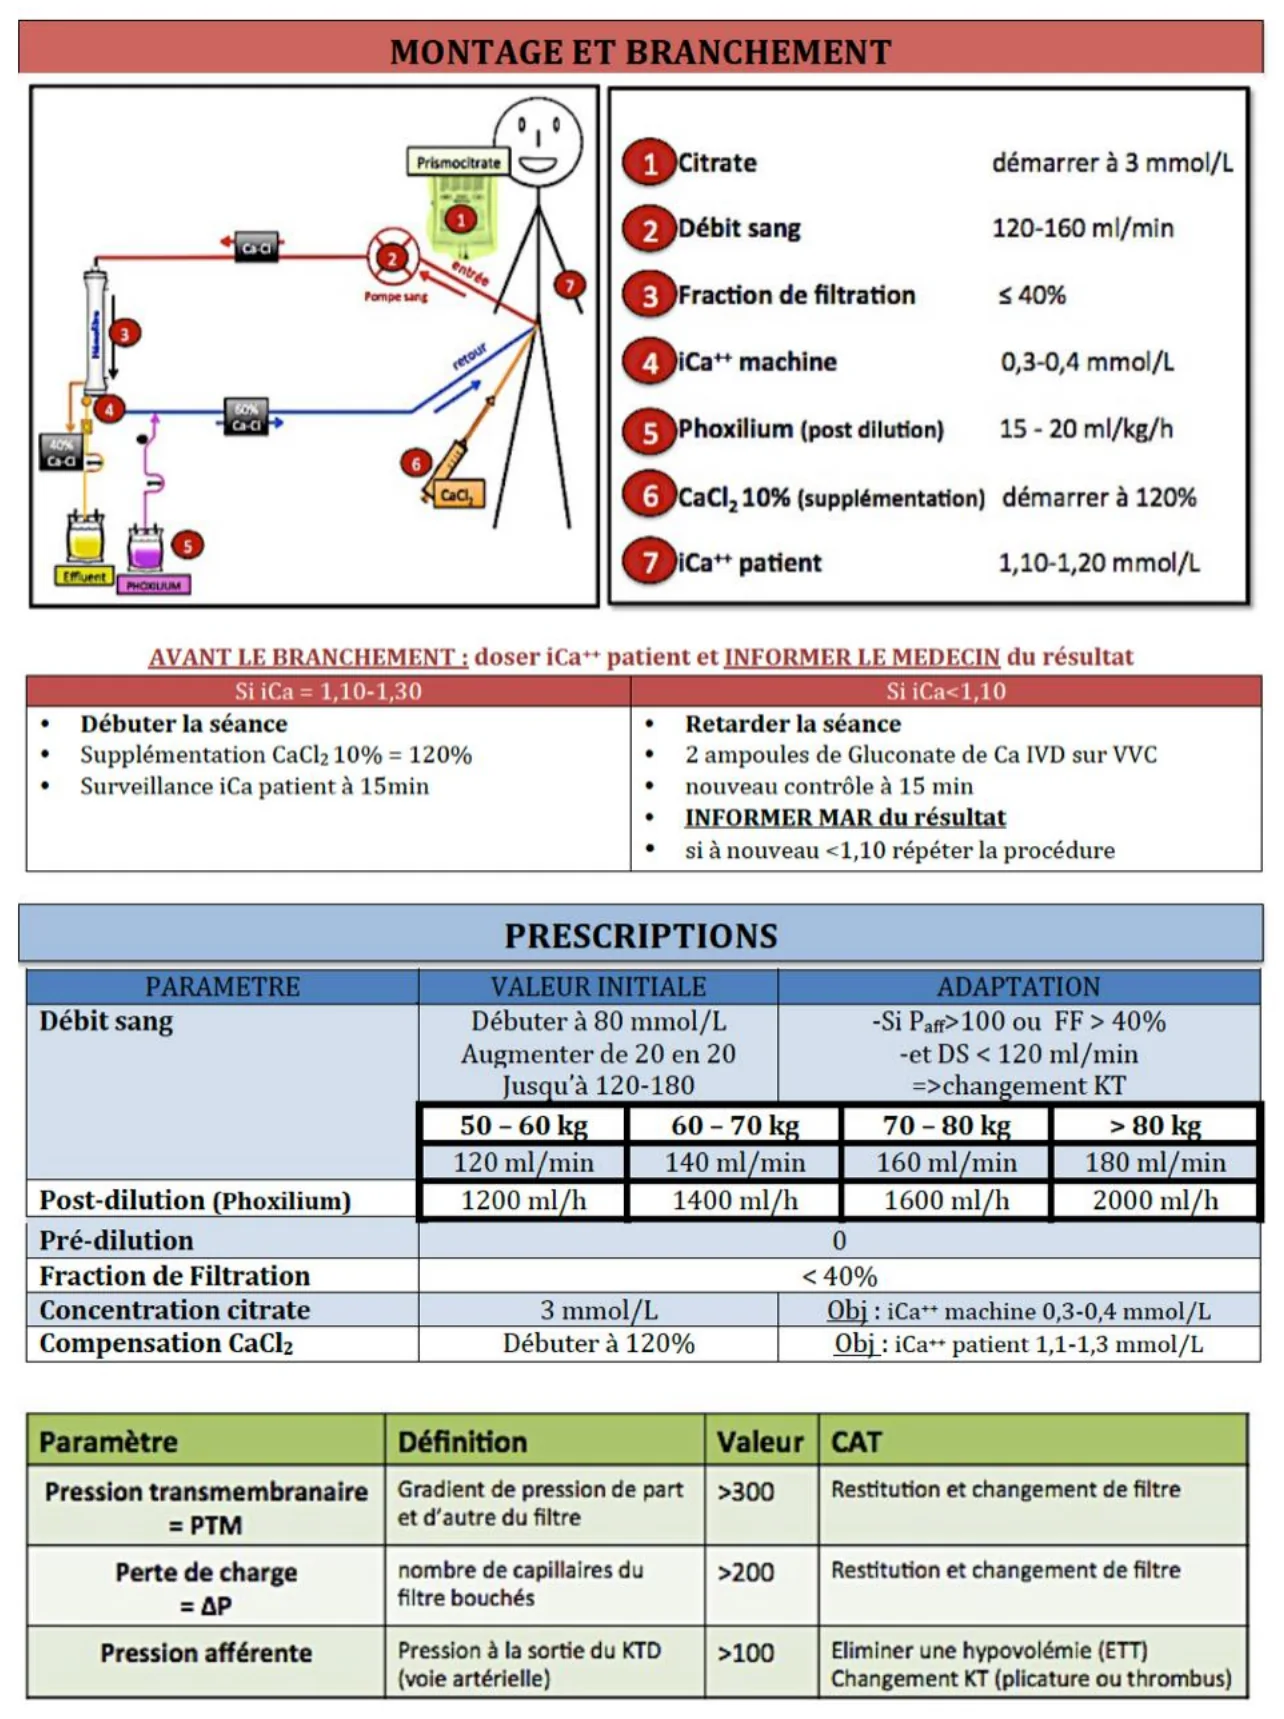 MONTAGE ET BRANCHEMENT
Prismocitrate
1
Ca-Cl
2
entrée
7
Pompe sang
Hémofiltre
3
retour
4
60%
Ca-Cl
40%
Ca-Cl
6
CaCl₂
5
Effluent
PHOXILIUM
1 Citrate démarrer à 3 mmol/L
2 Débit sang 120-160 ml/min
3 Fraction de filtration ≤ 40%
4 iCa⁺⁺ machine 0,3-0,4 mmol/L
5 Phoxilium (post dilution) 15 - 20 ml/kg/h
6 CaCl₂ 10% (supplémentation) démarrer à 120%
7 iCa⁺⁺ patient 1,10-1,20 mmol/L
AVANT LE BRANCHEMENT : doser iCa⁺⁺ patient et INFORMER LE MEDECIN du résultat
Si iCa = 1,10-1,30
• Débuter la séance
• Supplémentation CaCl₂ 10% = 120%
• Surveillance iCa patient à 15min
Si iCa<1,10
• Retarder la séance
• 2 ampoules de Gluconate de Ca IVD sur VVC
• nouveau contrôle à 15 min
• INFORMER MAR du résultat
• si à nouveau <1,10 répéter la procédure
PRESCRIPTIONS
PARAMETRE VALEUR INITIALE ADAPTATION
Débit sang
Débuter à 80 mmol/L
Augmenter de 20 en 20
Jusqu'à 120-180
-Si Paff>100 ou FF > 40%
-et DS < 120 ml/min
=>changement KT
50 – 60 kg 60 – 70 kg 70 – 80 kg > 80 kg
120 ml/min 140 ml/min 160 ml/min 180 ml/min
Post-dilution (Phoxilium) 1200 ml/h 1400 ml/h 1600 ml/h 2000 ml/h
Pré-dilution 0
Fraction de Filtration < 40%
Concentration citrate 3 mmol/L Obj : iCa⁺⁺ machine 0,3-0,4 mmol/L
Compensation CaCl₂ Débuter à 120% Obj : iCa⁺⁺ patient 1,1-1,3 mmol/L
Paramètre Définition Valeur CAT
Pression transmembranaire
= PTM
Gradient de pression de part
et d'autre du filtre
>300
Restitution et changement de filtre
Perte de charge
= ΔP
nombre de capillaires du
filtre bouchés
>200
Restitution et changement de filtre
Pression afférente
Pression à la sortie du KTD
(voie artérielle)
>100
Eliminer une hypovolémie (ETT)
Changement KT (plicature ou thrombus)